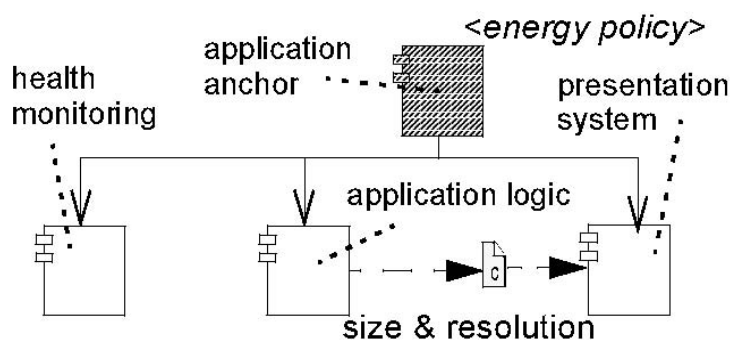 <energy policy>
application
anchor
health
monitoring
presentation
system
application logic
c
size & resolution